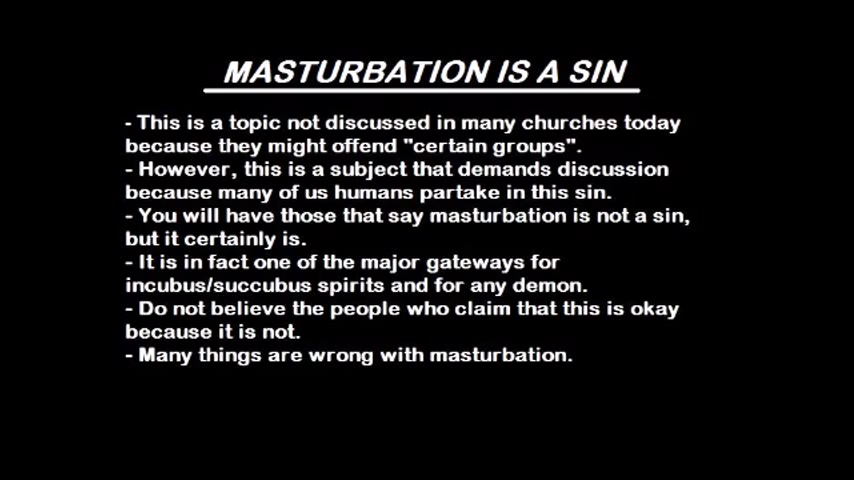 MASTURBATION IS A SIN
- This is a topic not discussed in many churches today
because they might offend "certain groups".
- However, this is a subject that demands discussion
because many of us humans partake in this sin.
- You will have those that say masturbation is not a sin,
but it certainly is.
- It is in fact one of the major gateways for
incubus/succubus spirits and for any demon.
- Do not believe the people who claim that this is okay
because it is not.
- Many things are wrong with masturbation.